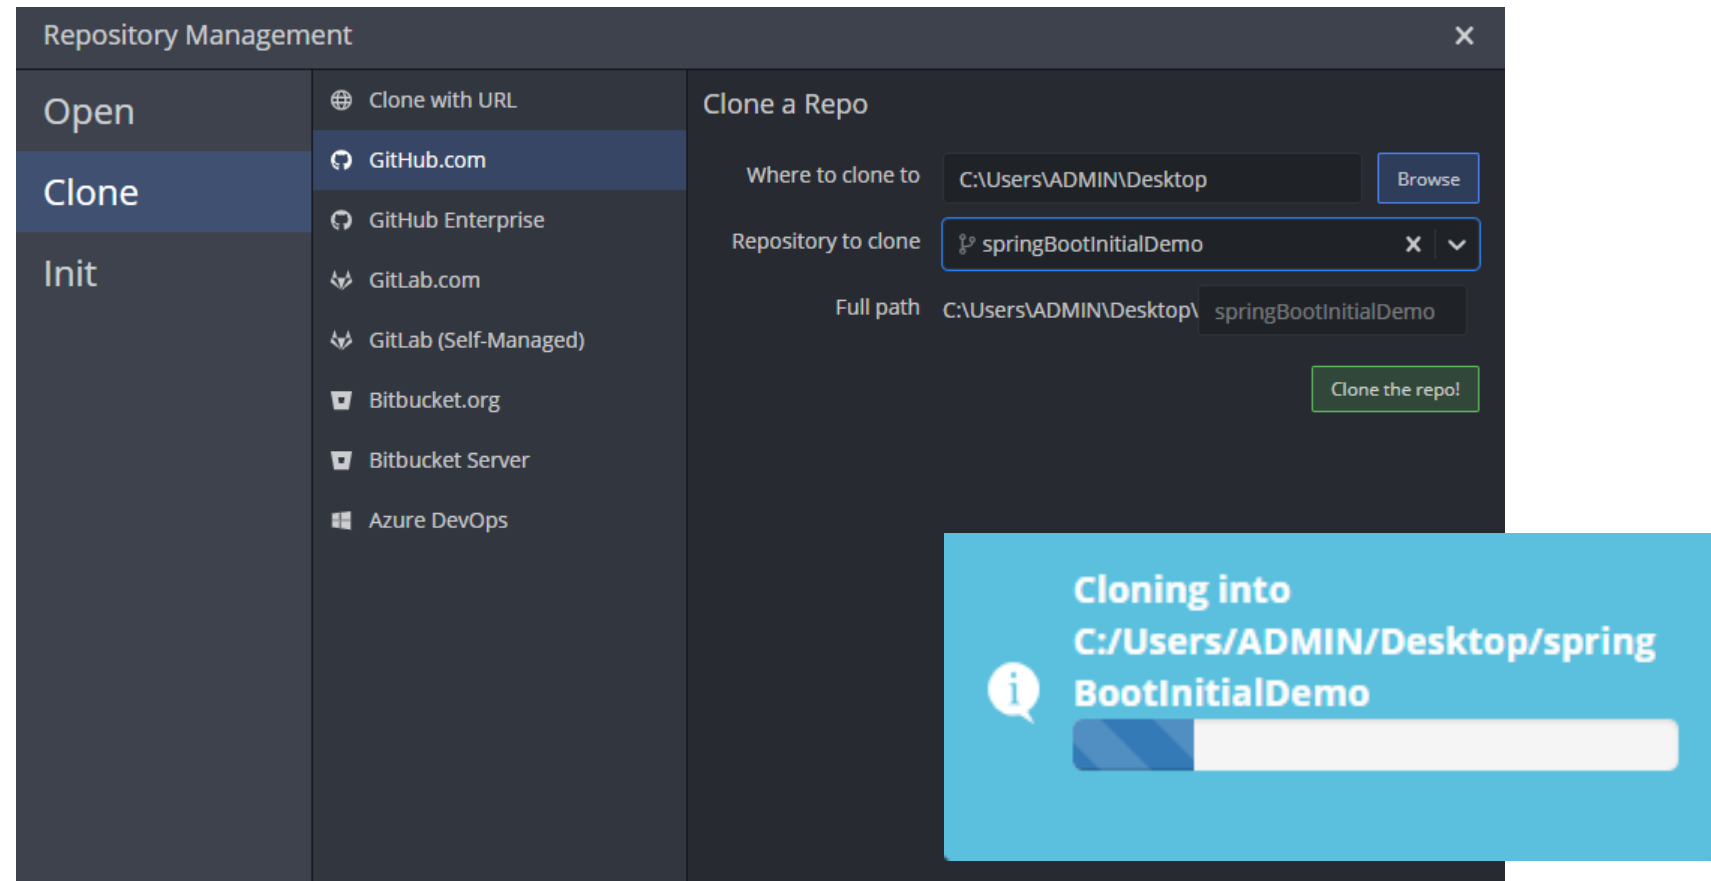 Repository Management
Open
Clone
Init
Clone with URL
GitHub.com
GitHub Enterprise
GitLab.com
GitLab (Self-Managed)
Bitbucket.org
Bitbucket Server
Azure DevOps
Clone a Repo
Where to clone to C:\Users\ADMIN\Desktop Browse
Repository to clone springBootInitialDemo
Full path C:\Users\ADMIN\Desktop\ springBootInitialDemo
Clone the repo!
Cloning into
C:/Users/ADMIN/Desktop/spring
BootInitialDemo